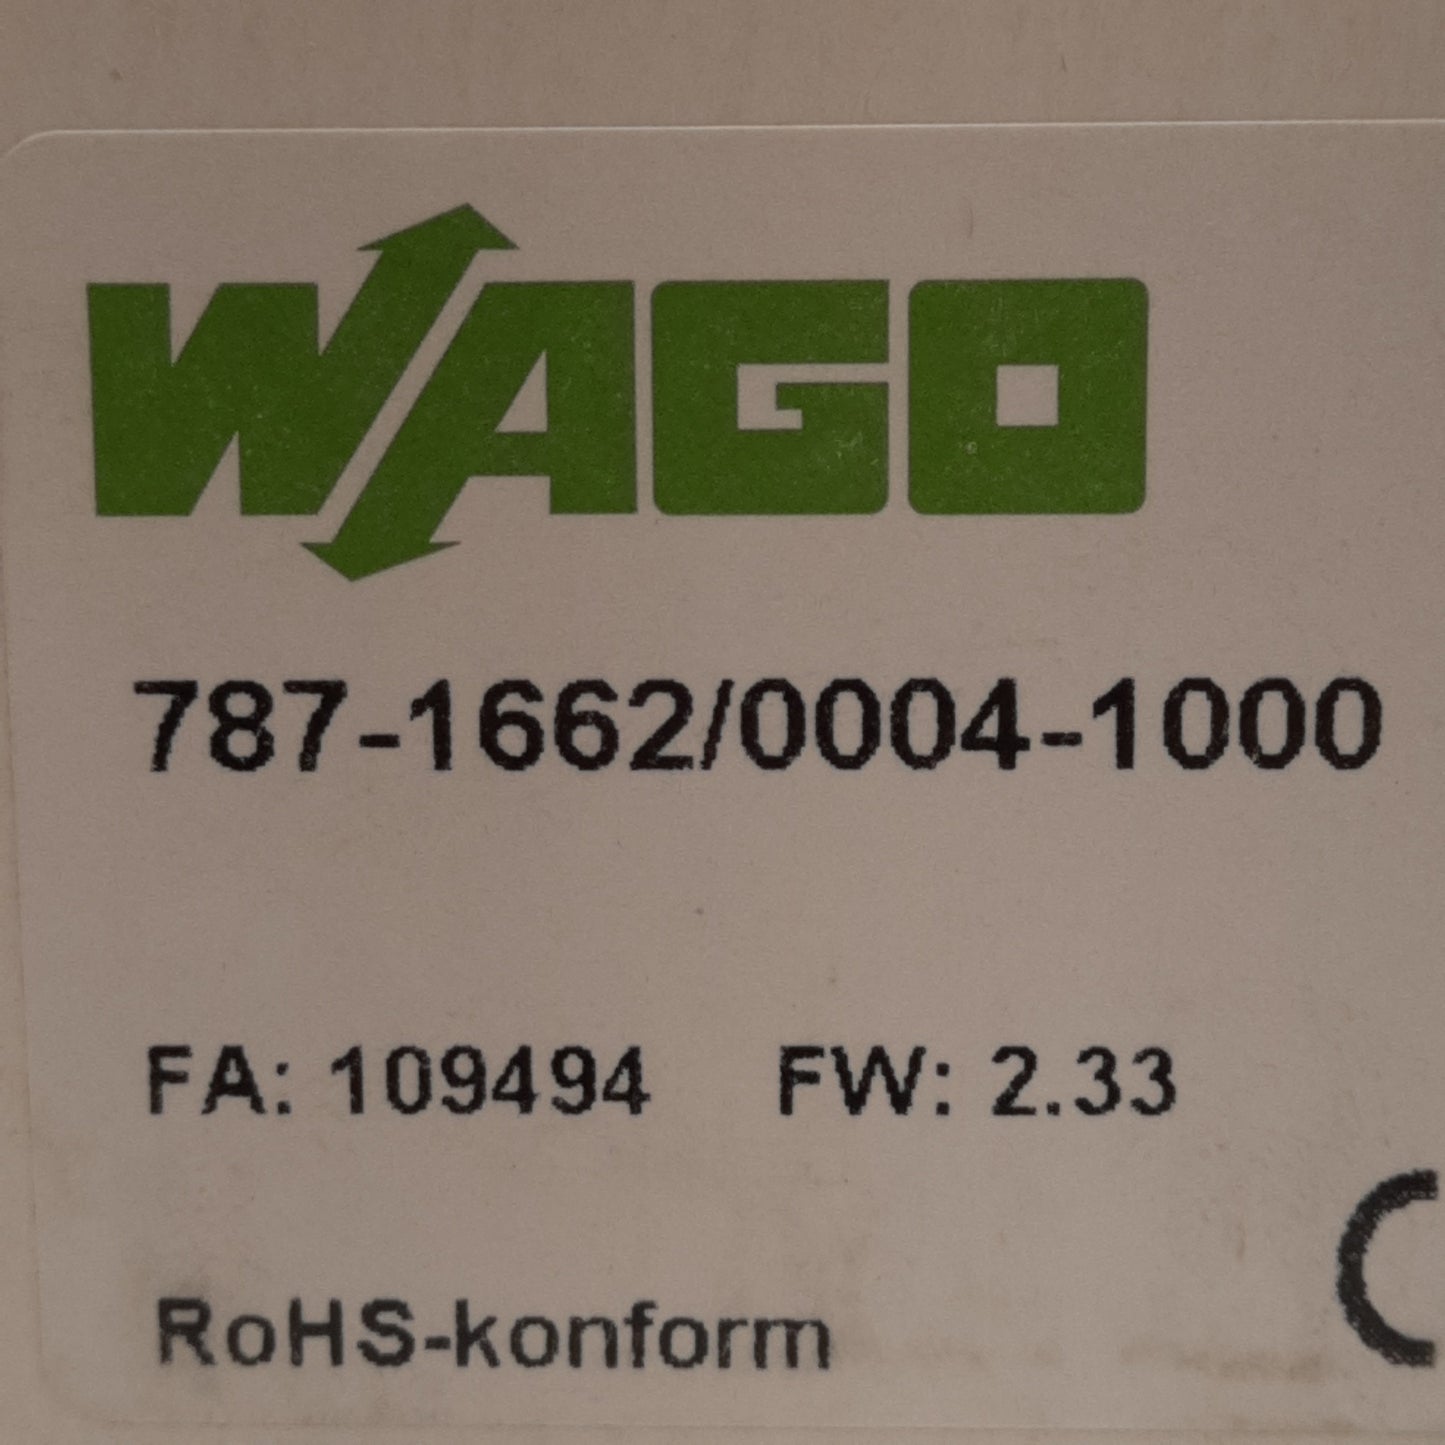 WAGO
787-1662/0004-1000
FA: 109494 FW: 2.33
RoHS-konform